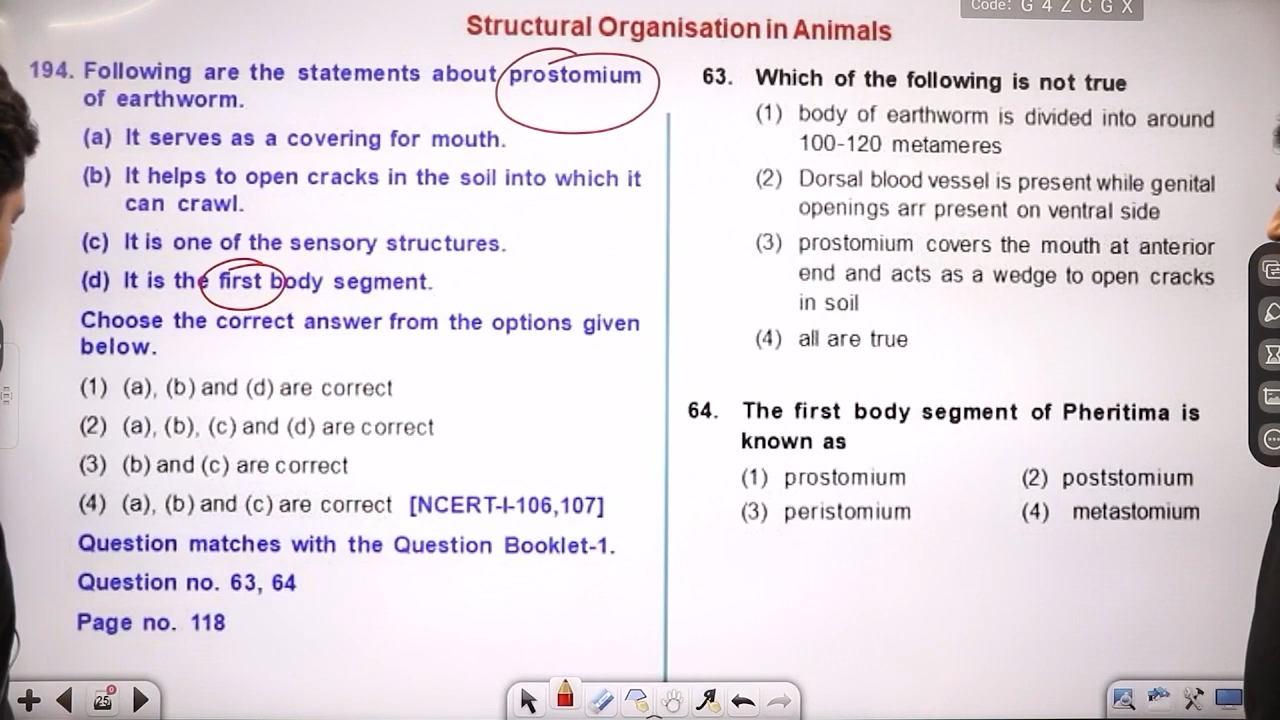 Code: G 4 Z C G X
Structural Organisation in Animals
194. Following are the statements about prostomium
of earthworm.
(a) It serves as a covering for mouth.
(b) It helps to open cracks in the soil into which it
can crawl.
(c) It is one of the sensory structures.
(d) It is the first body segment.
Choose the correct answer from the options given
below.
(1) (a), (b) and (d) are correct
(2) (a), (b), (c) and (d) are correct
(3) (b) and (c) are correct
(4) (a), (b) and (c) are correct [NCERT-I-106,107]
Question matches with the Question Booklet-1.
Question no. 63, 64
Page no. 118
63. Which of the following is not true
(1) body of earthworm is divided into around
100-120 metameres
(2) Dorsal blood vessel is present while genital
openings arr present on ventral side
(3) prostomium covers the mouth at anterior
end and acts as a wedge to open cracks
in soil
(4) all are true
64. The first body segment of Pheritima is
known as
(1) prostomium (2) poststomium
(3) peristomium (4) metastomium
25